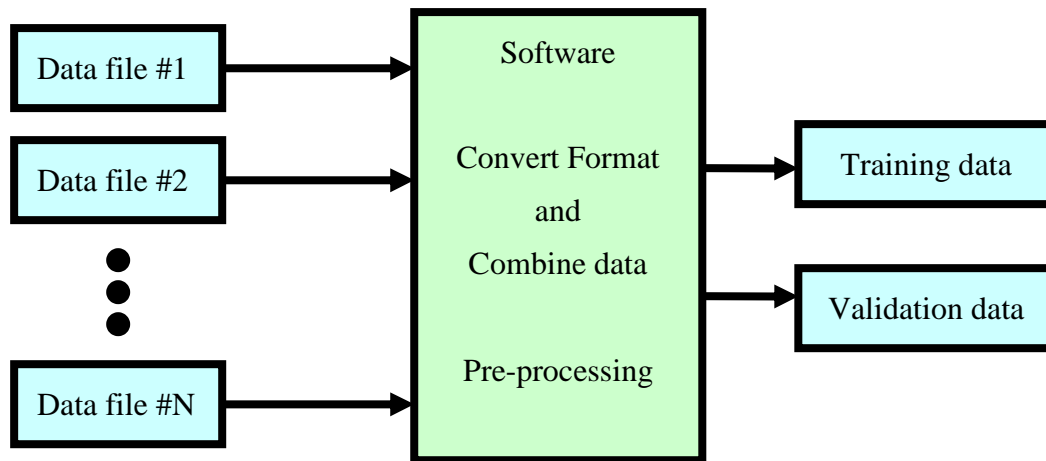 Data file #1
Data file #2
Data file #N
Software
Convert Format
and
Combine data
Pre-processing
Training data
Validation data